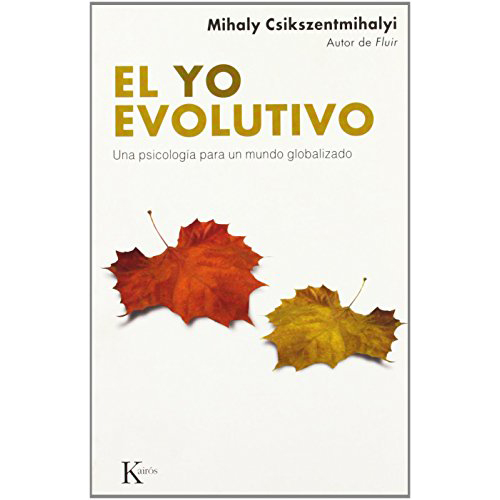 Mihaly Csikszentmihalyi
Autor de Fluir
EL YO
EVOLUTIVO
Una psicología para un mundo globalizado
Kairós